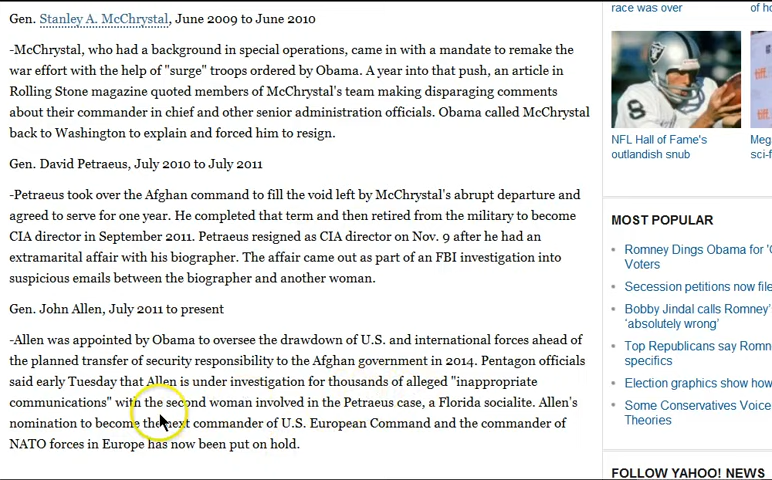 race was over
of ho
Gen. Stanley A. McChrystal, June 2009 to June 2010
-McChrystal, who had a background in special operations, came in with a mandate to remake the
war effort with the help of "surge" troops ordered by Obama. A year into that push, an article in
Rolling Stone magazine quoted members of McChrystal's team making disparaging comments
about their commander in chief and other senior administration officials. Obama called McChrystal
back to Washington to explain and forced him to resign.
Gen. David Petraeus, July 2010 to July 2011
-Petraeus took over the Afghan command to fill the void left by McChrystal's abrupt departure and
agreed to serve for one year. He completed that term and then retired from the military to become
CIA director in September 2011. Petraeus resigned as CIA director on Nov. 9 after he had an
extramarital affair with his biographer. The affair came out as part of an FBI investigation into
suspicious emails between the biographer and another woman.
Gen. John Allen, July 2011 to present
-Allen was appointed by Obama to oversee the drawdown of U.S. and international forces ahead of
the planned transfer of security responsibility to the Afghan government in 2014. Pentagon officials
said early Tuesday that Allen is under investigation for thousands of alleged "inappropriate
communications" with the second woman involved in the Petraeus case, a Florida socialite. Allen's
nomination to become the next commander of U.S. European Command and the commander of
NATO forces in Europe has now been put on hold.
8
NFL Hall of Fame's
outlandish snub
Meg
sci-f
MOST POPULAR
Romney Dings Obama for 'G
Voters
Secession petitions now file
Bobby Jindal calls Romney'
'absolutely wrong'
Top Republicans say Romn
specifics
Election graphics show how
Some Conservatives Voice
Theories
FOLLOW YAHOO! NEWS